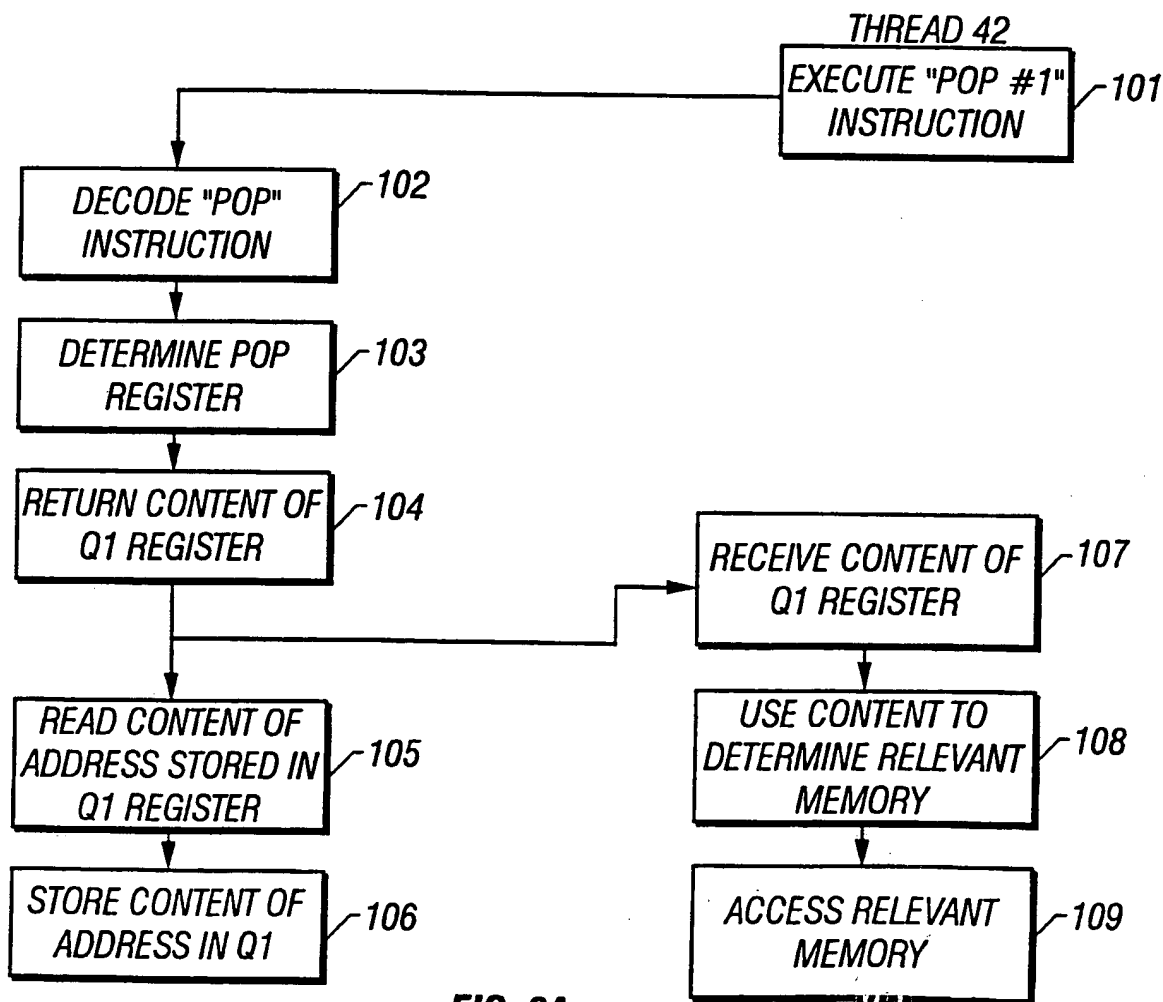 THREAD 42
EXECUTE "POP #1"
INSTRUCTION
101
DECODE "POP"
INSTRUCTION
102
DETERMINE POP
REGISTER
103
RETURN CONTENT OF
Q1 REGISTER
104
RECEIVE CONTENT OF
Q1 REGISTER
107
READ CONTENT OF
ADDRESS STORED IN
Q1 REGISTER
105
USE CONTENT TO
DETERMINE RELEVANT
MEMORY
108
STORE CONTENT OF
ADDRESS IN Q1
106
ACCESS RELEVANT
MEMORY
109